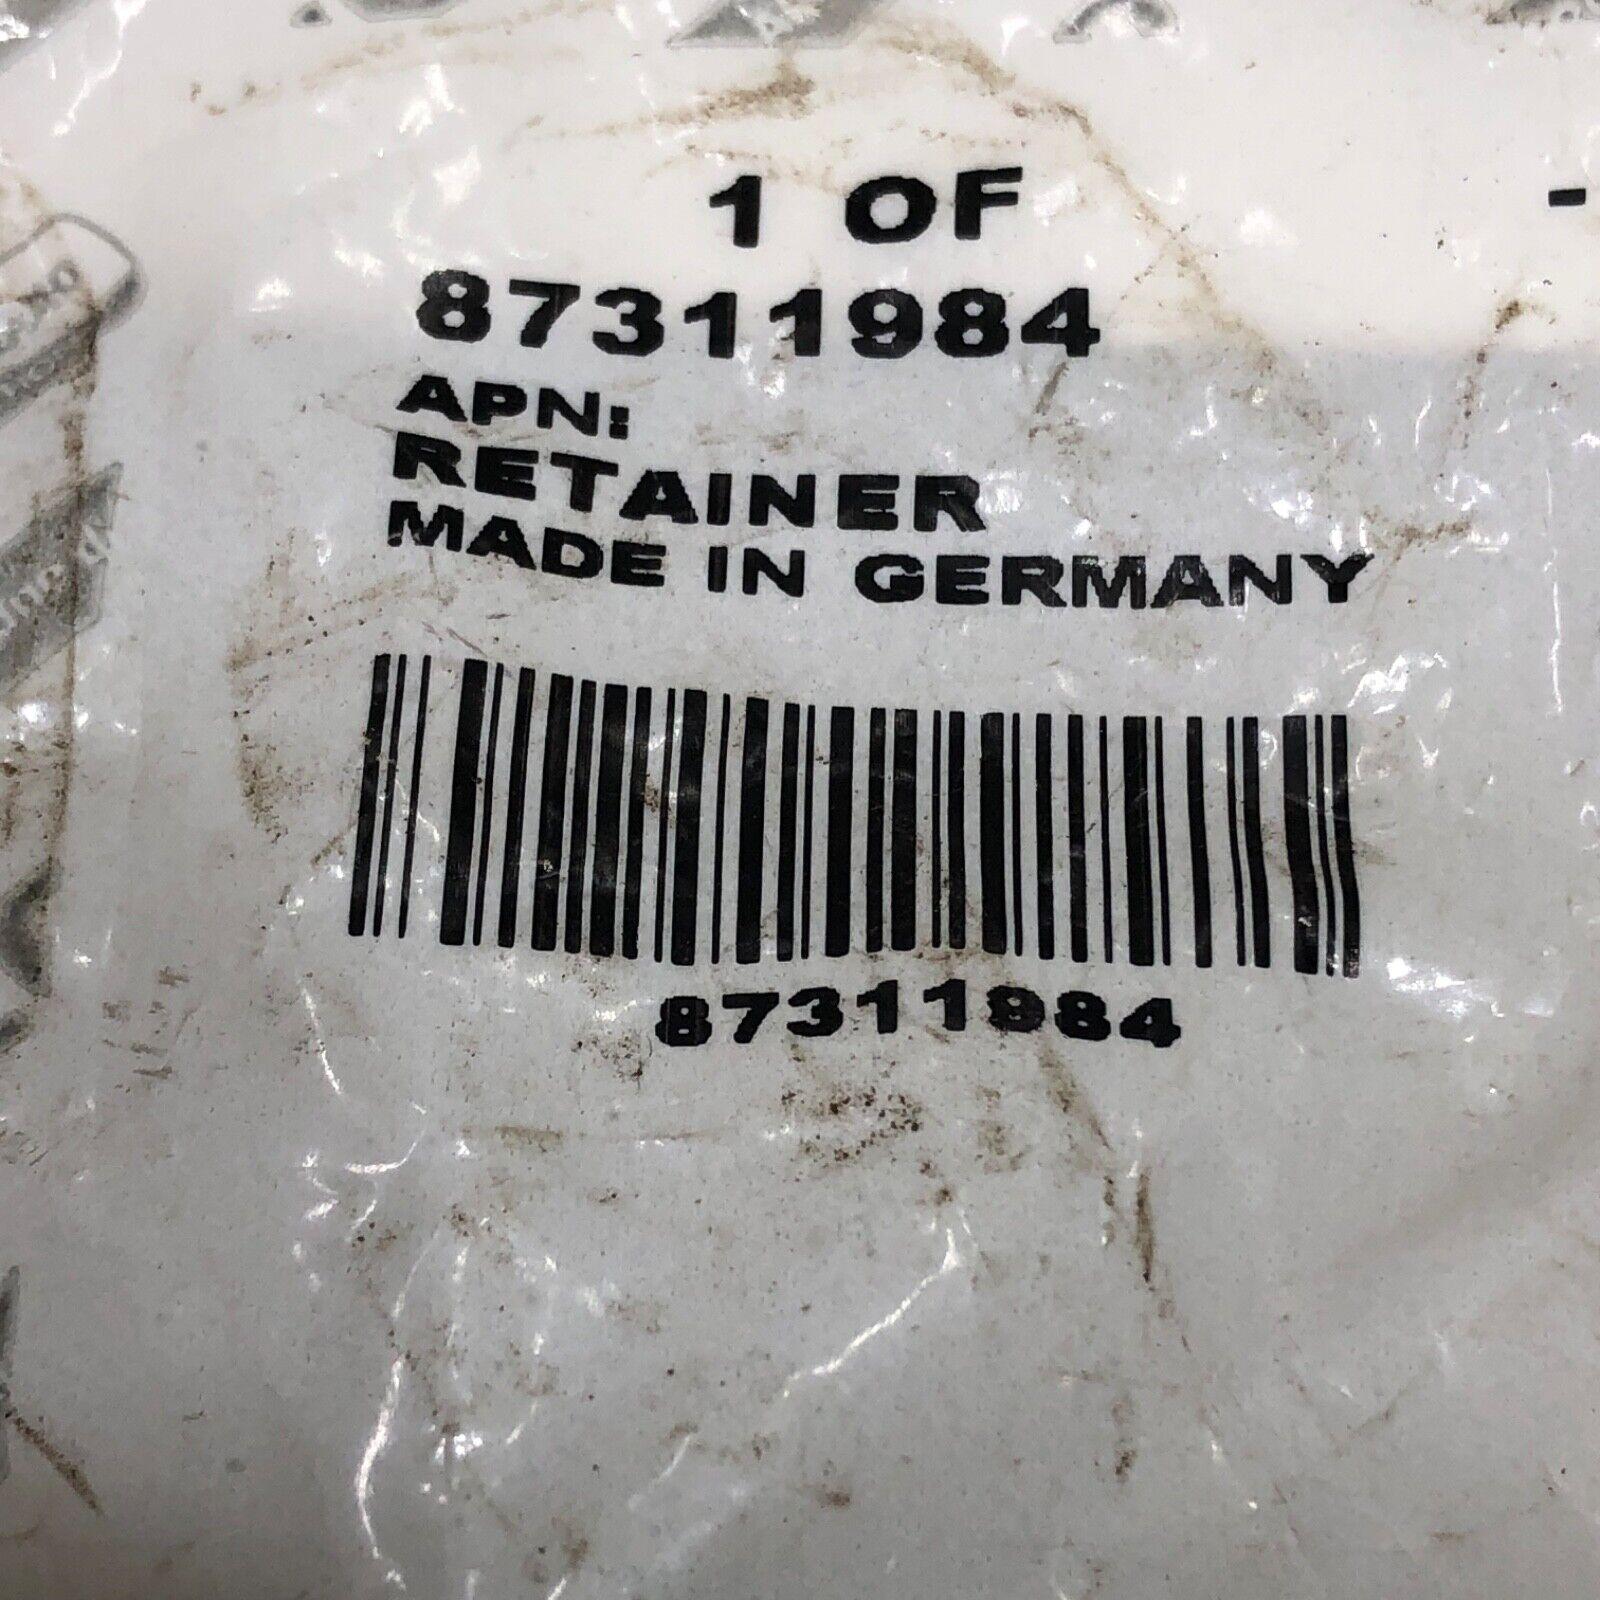 1 OF
87311984
APN:
RETAINER
MADE IN GERMANY
87311984